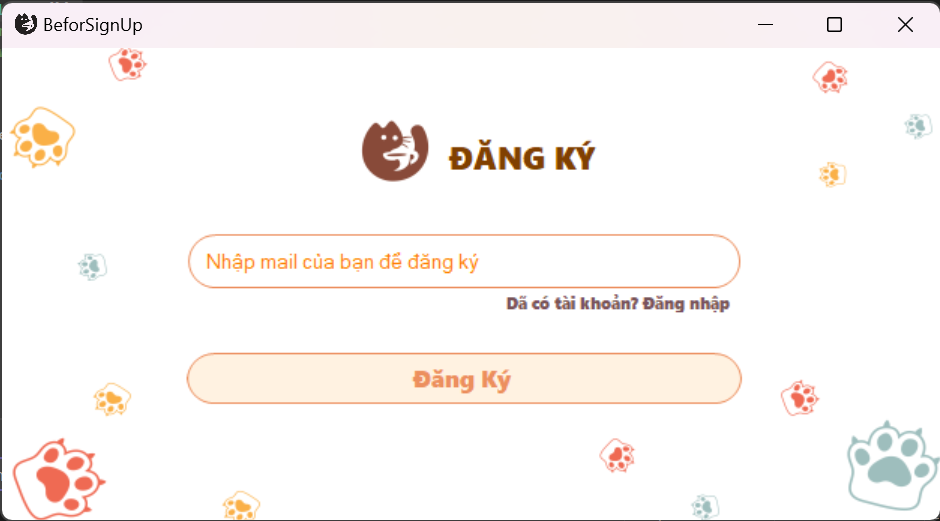 BeforSignUp
ĐĂNG KÝ
Nhập mail của bạn để đăng ký
Dã có tài khoản? Đăng nhập
Đăng Ký